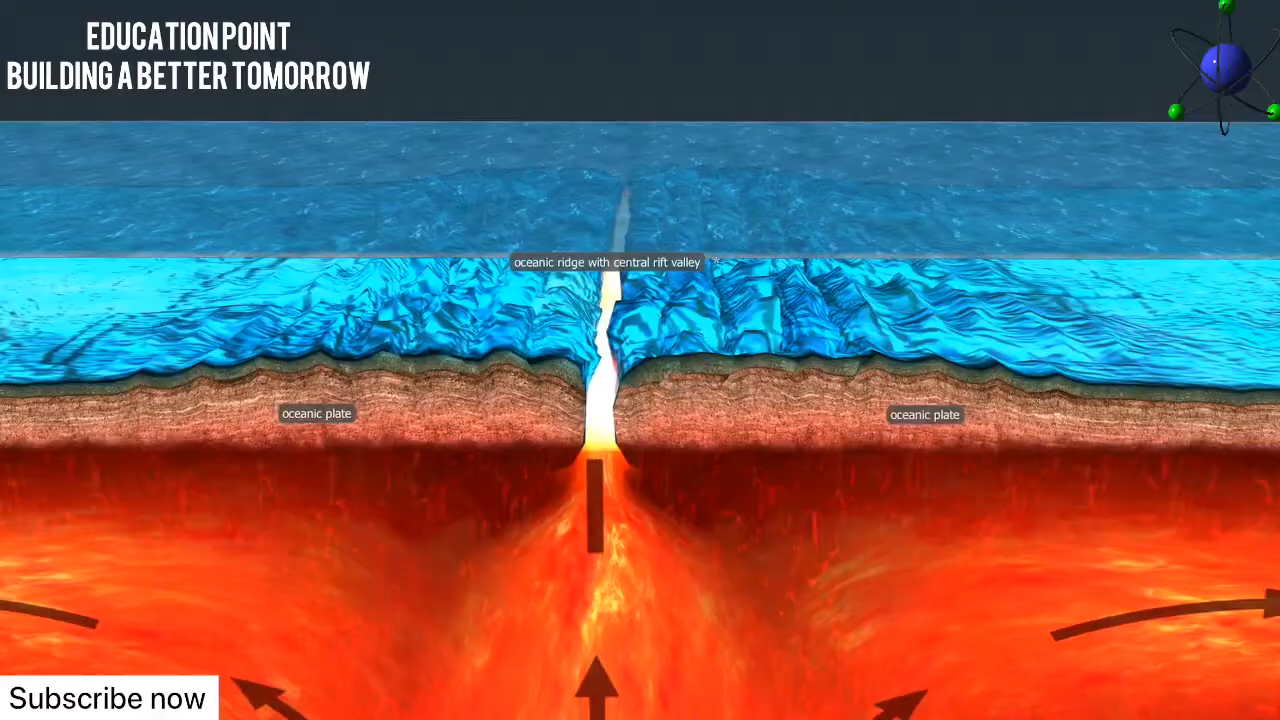 EDUCATION POINT
BUILDING A BETTER TOMORROW
oceanic ridge with central rift valley
oceanic plate
oceanic plate
Subscribe now